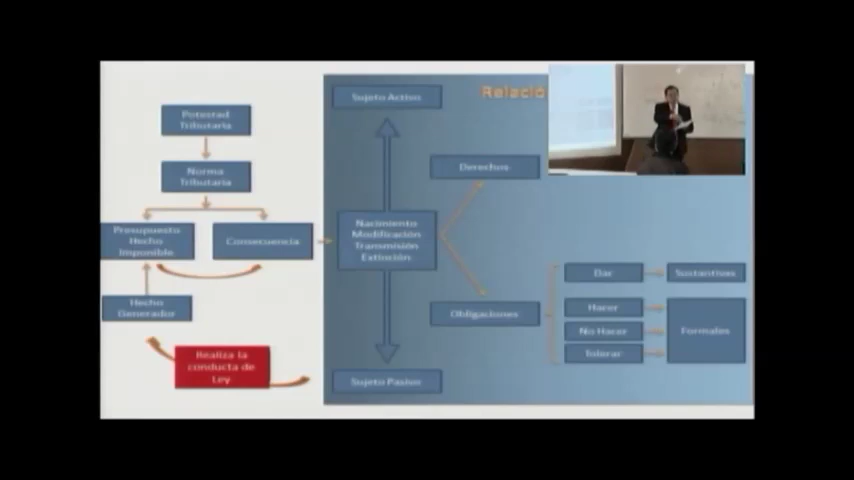 Relació
Sujeto Activo
Potestad
Tributaria
Derechos
Norma
Tributaria
Presupuesto
Hecho
Imponible
Consecuencia
Nacimiento
Modificación
Transmisión
Extinción
Dar
Sustantivas
Hecho
Generador
Obligaciones
Hacer
No Hacer
Formales
Tolerar
Realiza la
conducta de
Ley
Sujeto Pasivo